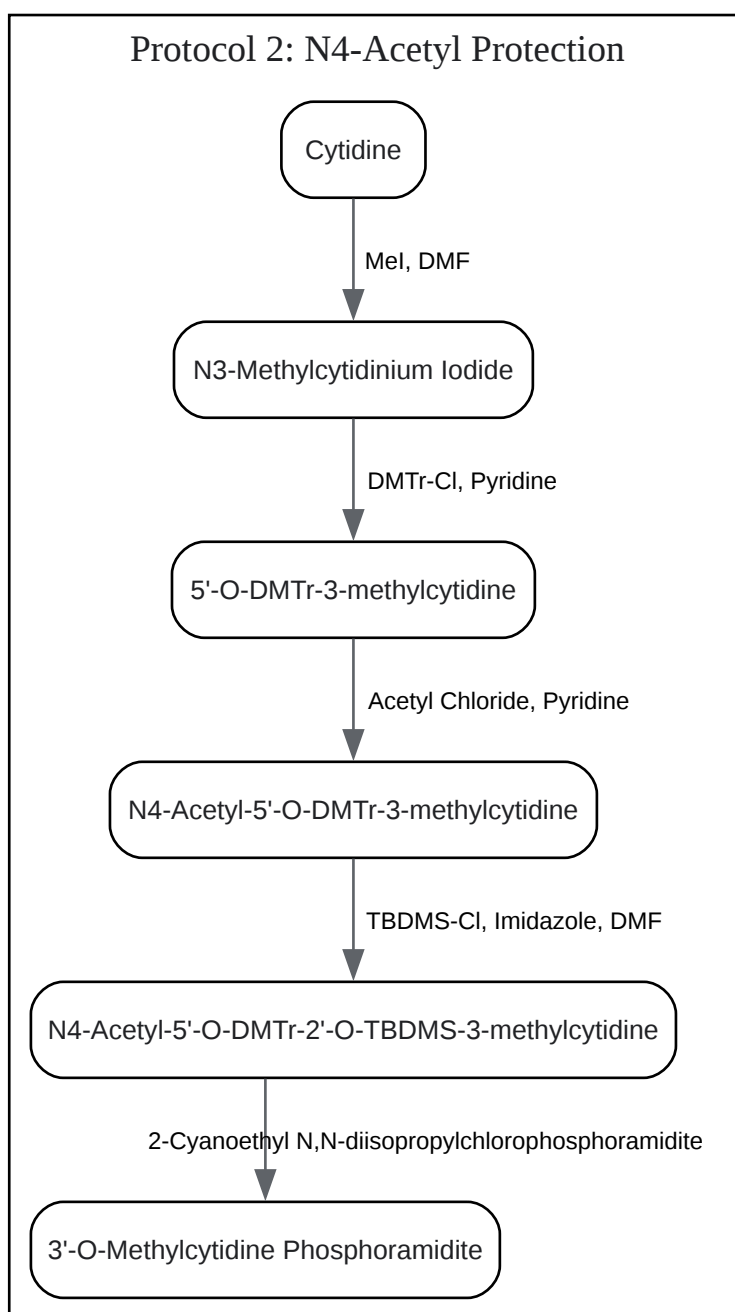 Protocol 2: N4-Acetyl Protection
Cytidine
MeI, DMF
N3-Methylcytidinium Iodide
DMTr-Cl, Pyridine
5'-O-DMTr-3-methylcytidine
Acetyl Chloride, Pyridine
N4-Acetyl-5'-O-DMTr-3-methylcytidine
TBDMS-Cl, Imidazole, DMF
N4-Acetyl-5'-O-DMTr-2'-O-TBDMS-3-methylcytidine
2-Cyanoethyl N,N-diisopropylchlorophosphoramidite
3'-O-Methylcytidine Phosphoramidite